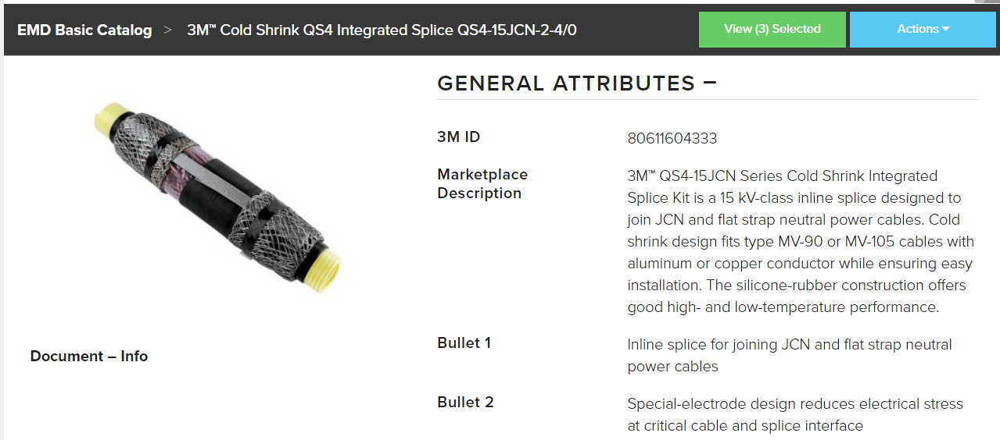 EMD Basic Catalog > 3M™ Cold Shrink QS4 Integrated Splice QS4-15JCN-2-4/0
View (3) Selected
Actions
GENERAL ATTRIBUTES –
3M ID
80611604333
Marketplace
Description
3M™ QS4-15JCN Series Cold Shrink Integrated
Splice Kit is a 15 kV-class inline splice designed to
join JCN and flat strap neutral power cables. Cold
shrink design fits type MV-90 or MV-105 cables with
aluminum or copper conductor while ensuring easy
installation. The silicone-rubber construction offers
good high- and low-temperature performance.
Document – Info
Bullet 1
Inline splice for joining JCN and flat strap neutral
power cables
Bullet 2
Special-electrode design reduces electrical stress
at critical cable and splice interface